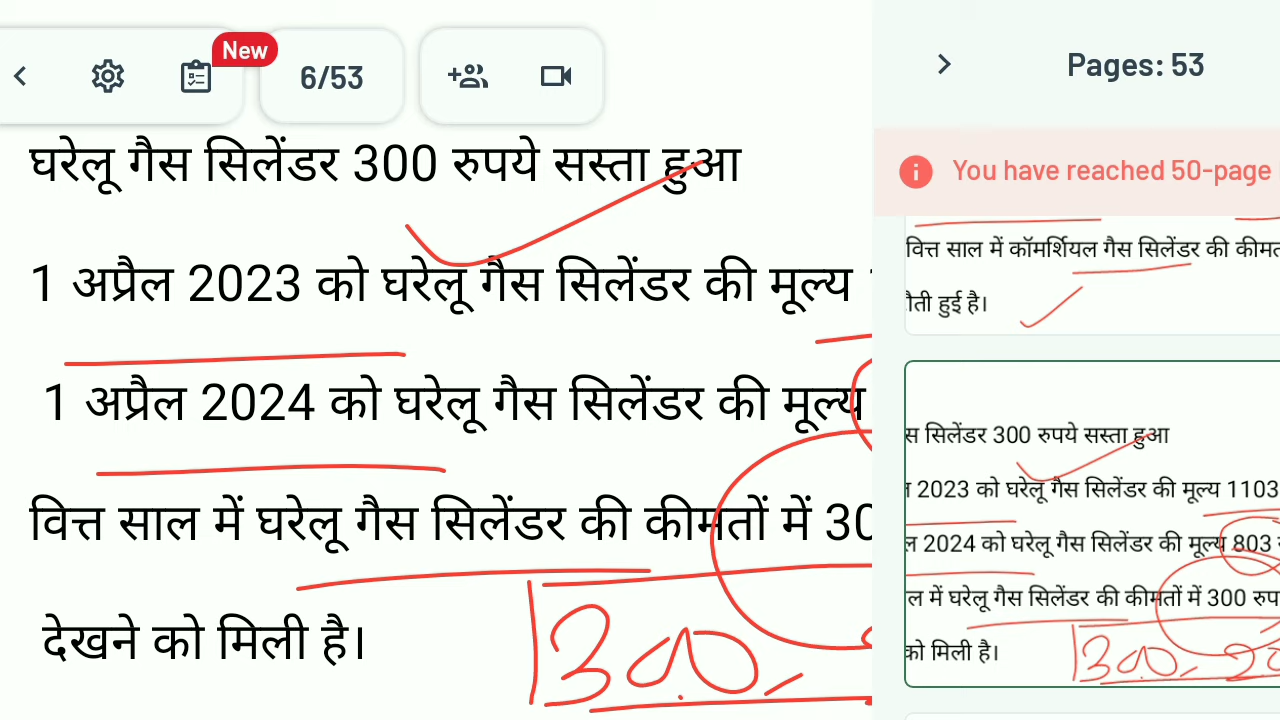 New
6/53
Pages: 53
You have reached 50-page
घरेलू गैस सिलेंडर 300 रुपये सस्ता हुआ
1 अप्रैल 2023 को घरेलू गैस सिलेंडर की मूल्य
1 अप्रैल 2024 को घरेलू गैस सिलेंडर की मूल्य
वित्त साल में घरेलू गैस सिलेंडर की कीमतों में 30
देखने को मिली है।
300
वित्त साल में कॉमर्शियल गैस सिलेंडर की
हुई है।
सिलेंडर 300 रुपये सस्ता हुआ
2023 को घरेलू गैस सिलेंडर की मूल्य 1103
2024 को घरेलू गैस सिलेंडर की मूल्य 803
में घरेलू गैस सिलेंडर की कीमतों में 300
को मिली है।
300